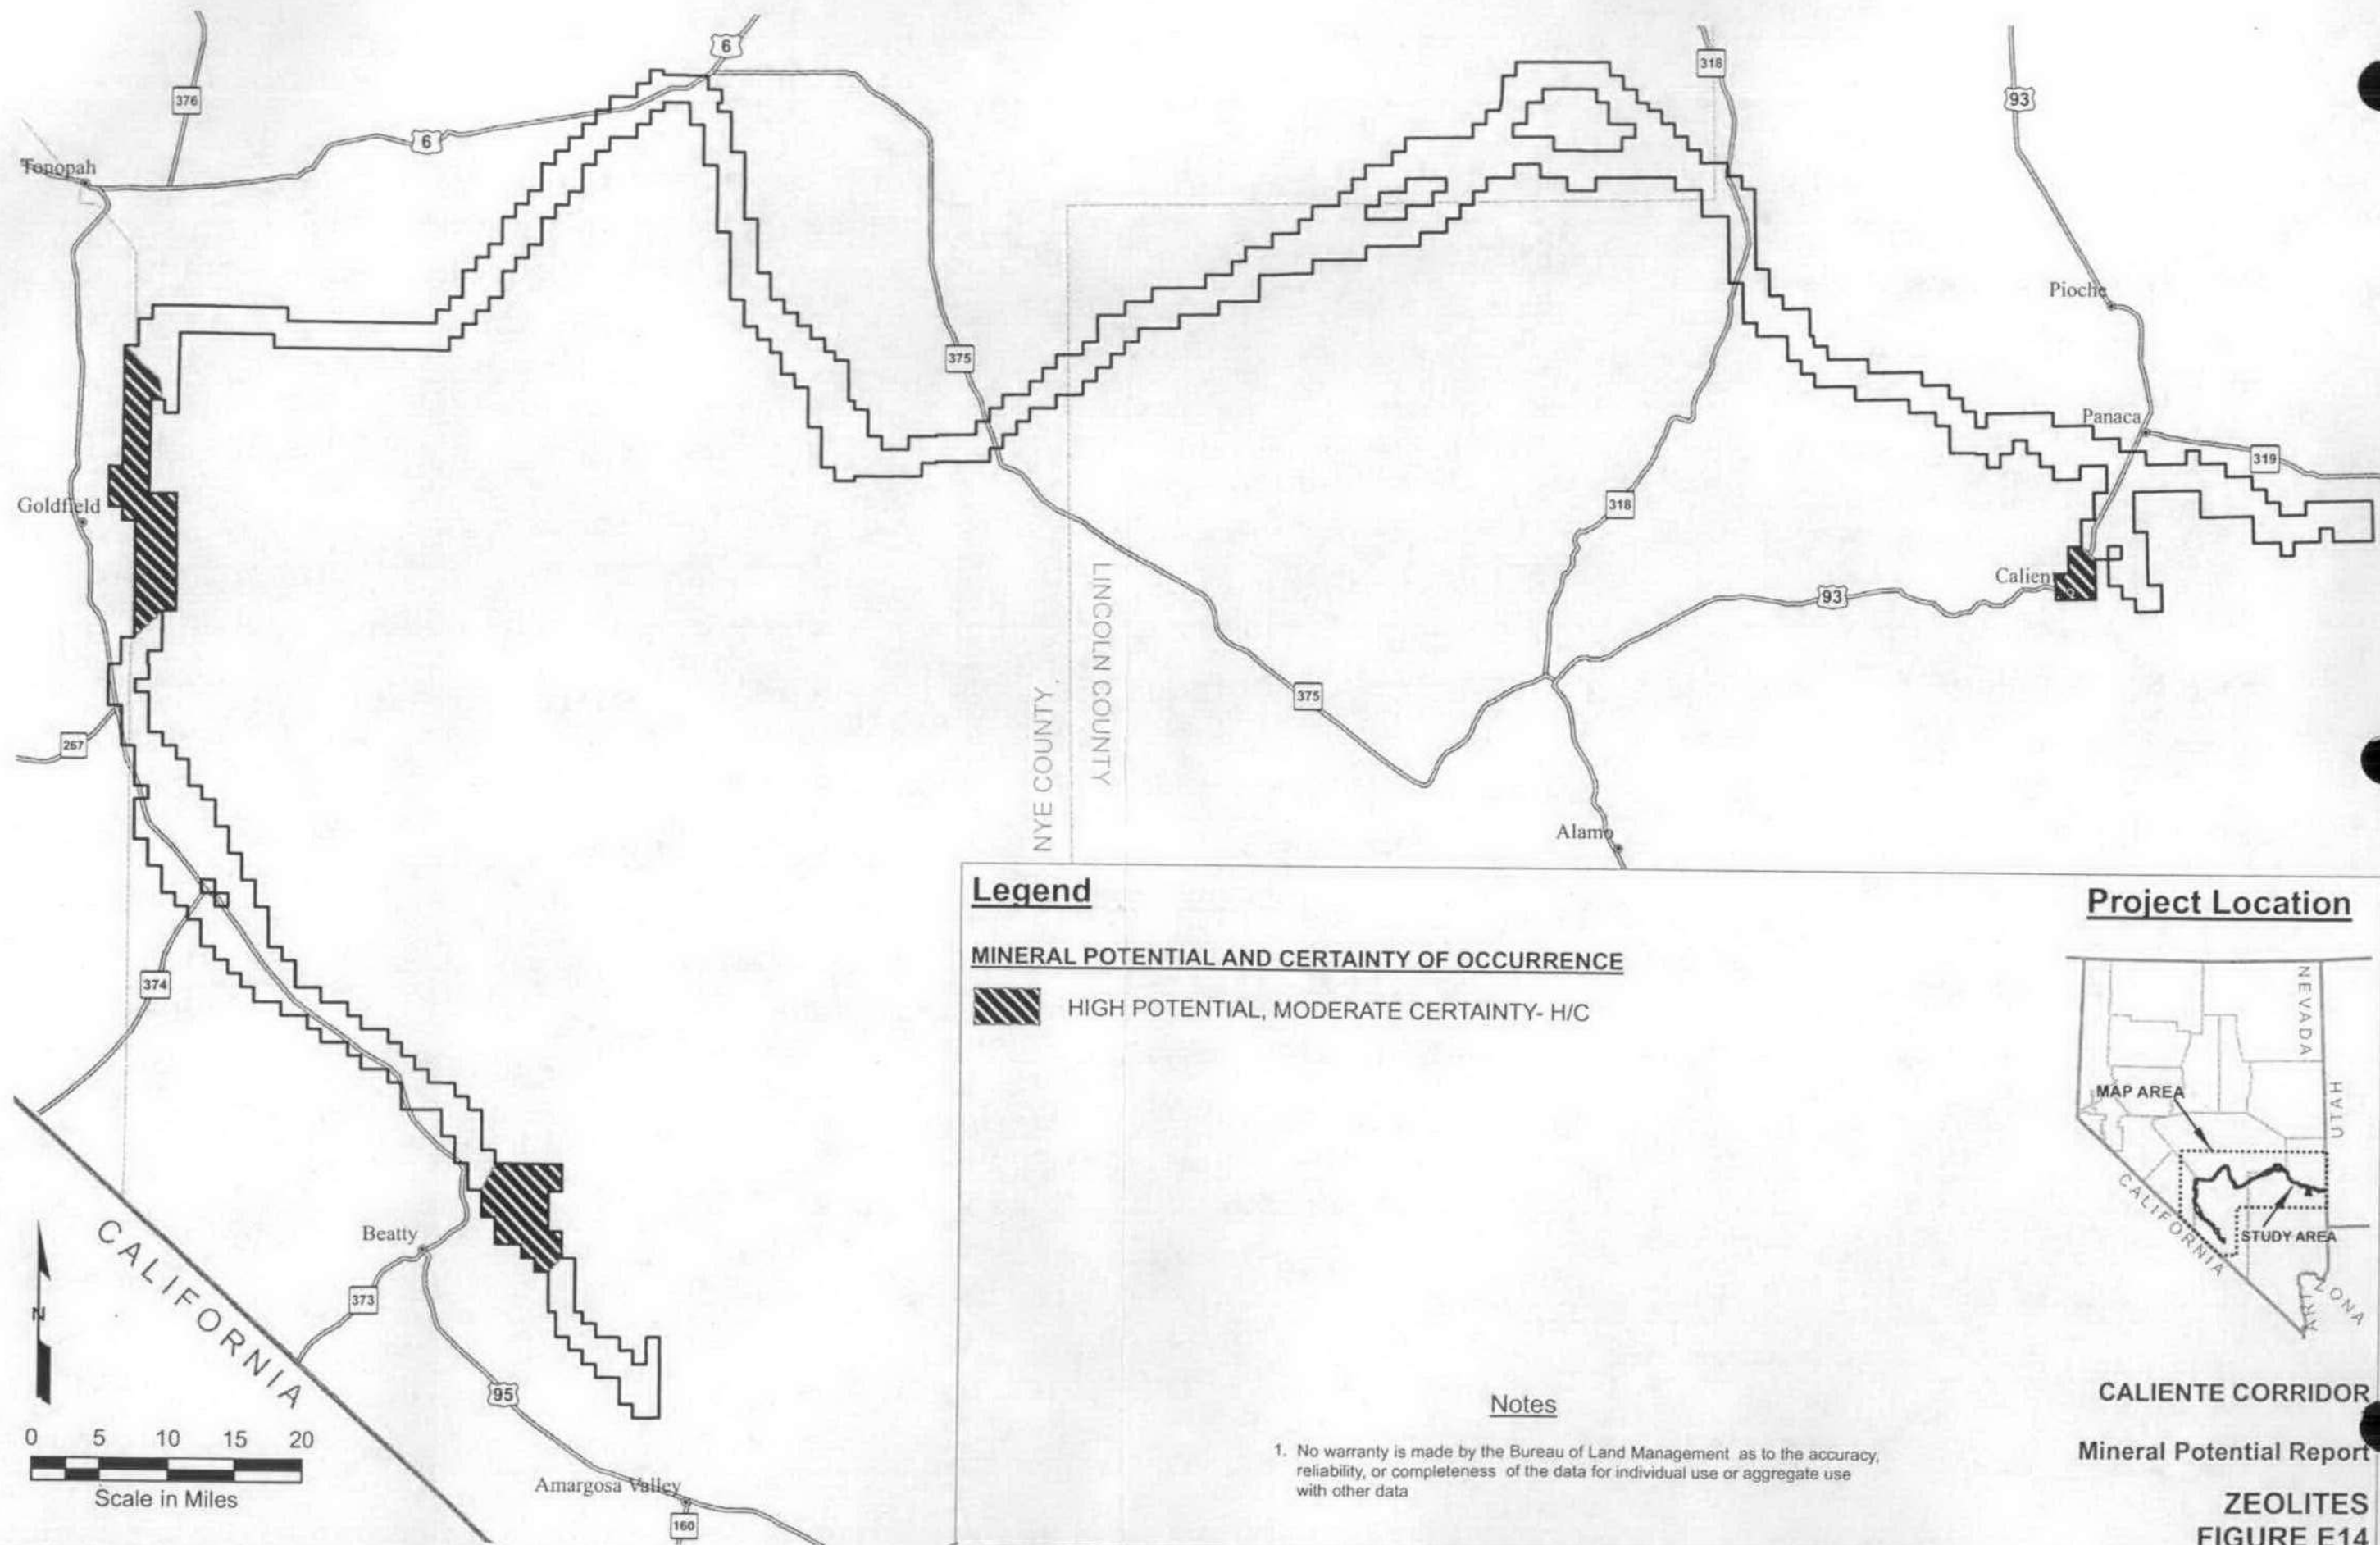 6
376
6
318
93
Tonopah
Pioche
375
Panaca
319
Goldfield
318
Caliente
93
LINCOLN COUNTY
NYE COUNTY
375
267
Alamo
374
Beatty
373
CALIFORNIA
95
Amargosa Valley
160
N
0 5 10 15 20
Scale in Miles
Legend
MINERAL POTENTIAL AND CERTAINTY OF OCCURRENCE
HIGH POTENTIAL, MODERATE CERTAINTY- H/C
Notes
1. No warranty is made by the Bureau of Land Management as to the accuracy,
reliability, or completeness of the data for individual use or aggregate use
with other data
Project Location
NEVADA
UTAH
MAP AREA
CALIFORNIA
STUDY AREA
ARIZONA
CALIENTE CORRIDOR
Mineral Potential Report
ZEOLITES
FIGURE E14